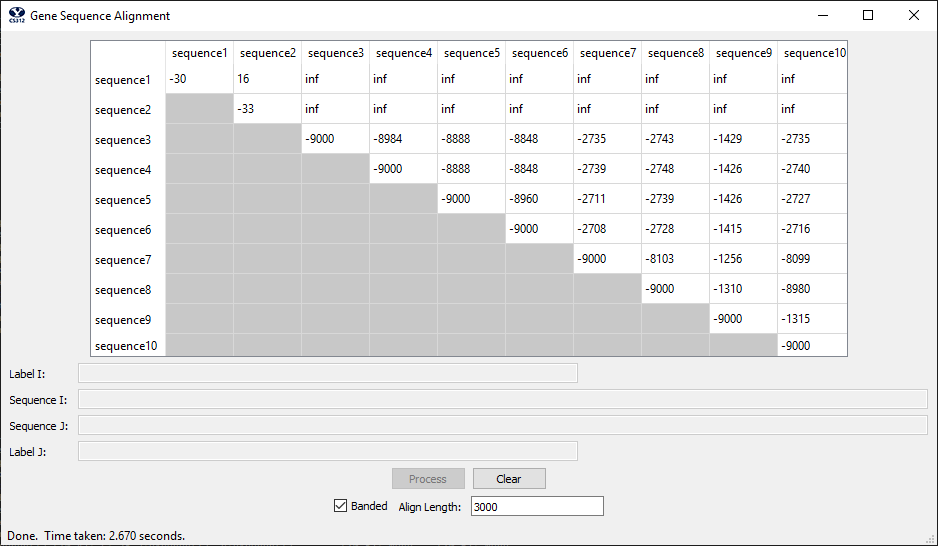 CS312 Gene Sequence Alignment
sequence1 sequence2 sequence3 sequence4 sequence5 sequence6 sequence7 sequence8 sequence9 sequence10
sequence1 -30 16 inf inf inf inf inf inf inf inf
sequence2 -33 inf inf inf inf inf inf inf inf
sequence3 -9000 -8984 -8888 -8848 -2735 -2743 -1429 -2735
sequence4 -9000 -8888 -8848 -2739 -2748 -1426 -2740
sequence5 -9000 -8960 -2711 -2739 -1426 -2727
sequence6 -9000 -2708 -2728 -1415 -2716
sequence7 -9000 -8103 -1256 -8099
sequence8 -9000 -1310 -8980
sequence9 -9000 -1315
sequence10 -9000
Label I:
Sequence I:
Sequence J:
Label J:
Process Clear
Banded Align Length: 3000
Done. Time taken: 2.670 seconds.